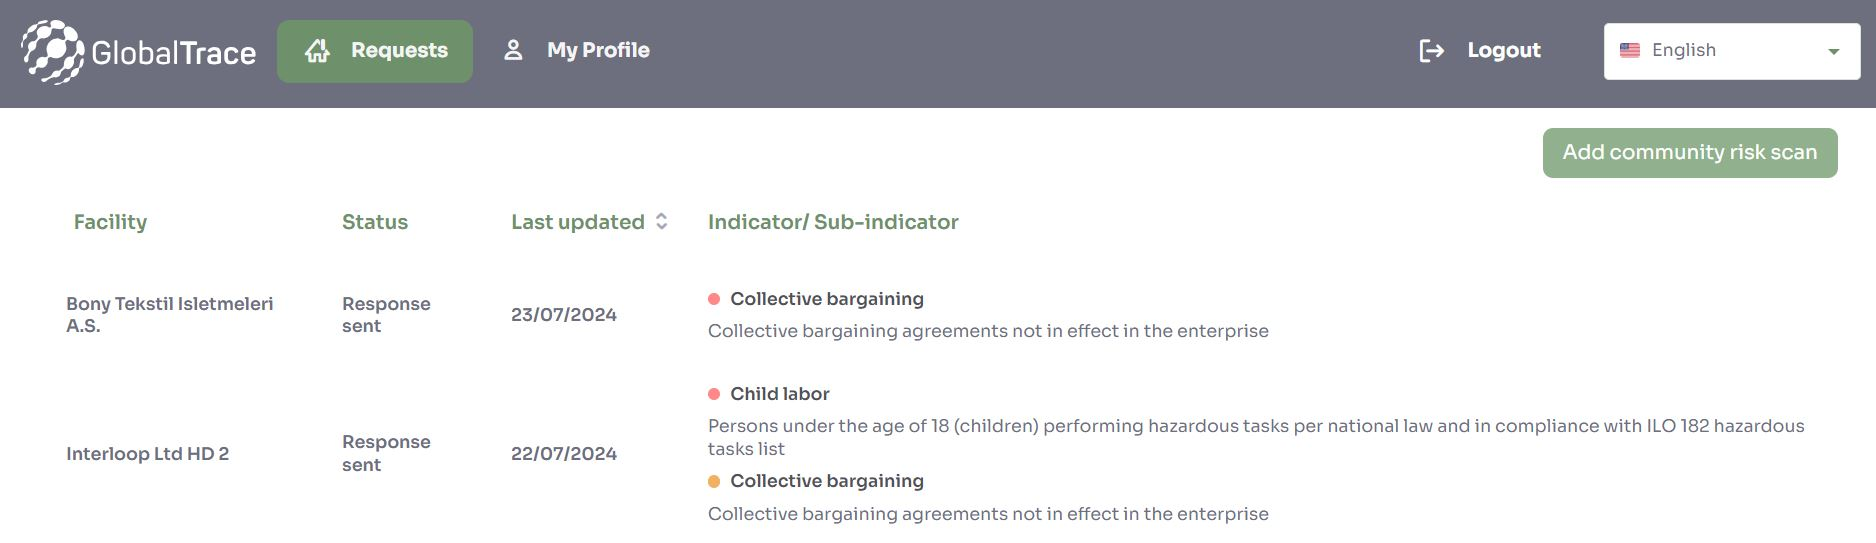 GlobalTrace
Requests
My Profile
Logout
English
Add community risk scan
Facility
Status
Last updated
Indicator/ Sub-indicator
Bony Tekstil Isletmeleri
A.S.
Response
sent
23/07/2024
Collective bargaining
Collective bargaining agreements not in effect in the enterprise
Interloop Ltd HD 2
Response
sent
22/07/2024
Child labor
Persons under the age of 18 (children) performing hazardous tasks per national law and in compliance with ILO 182 hazardous
tasks list
Collective bargaining
Collective bargaining agreements not in effect in the enterprise